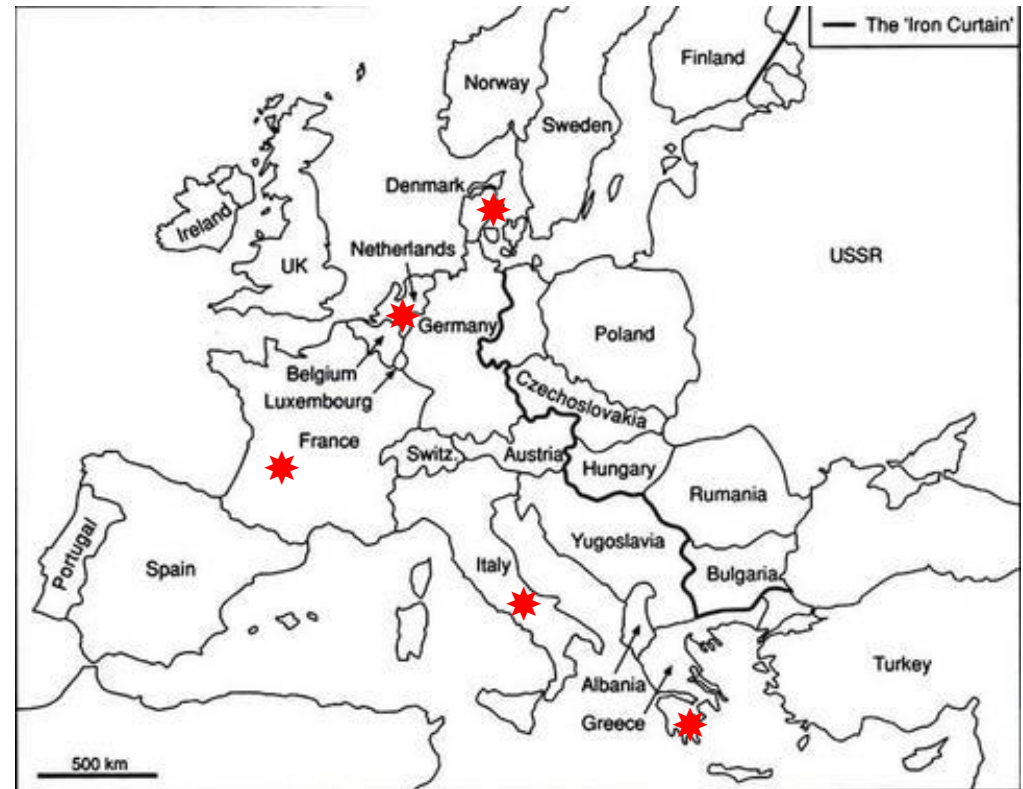 The 'Iron Curtain'
Finland
Norway
Sweden
Denmark
Ireland
Netherlands
UK
USSR
Germany
Poland
Belgium
Luxembourg
Czechoslovakia
France
Switz.
Austria
Hungary
Rumania
Portugal
Spain
Yugoslavia
Italy
Bulgaria
Turkey
Albania
Greece
500 km